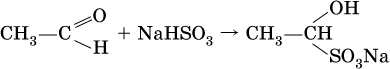 CH₃—C=O—H + NaHSO₃ → CH₃—CH—OH—SO₃Na